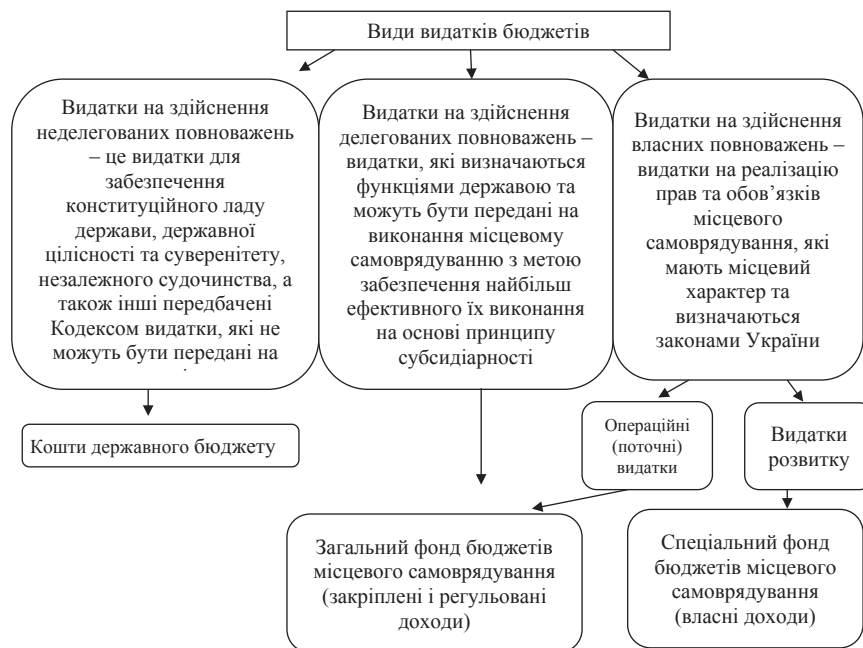 Види видатків бюджетів
Видатки на здійснення
неделегованих повноважень
– це видатки для
забезпечення
конституційного ладу
держави, державної
цілісності та суверенітету,
незалежного судочинства, а
також інші передбачені
Кодексом видатки, які не
можуть бути передані на
Видатки на здійснення
делегованих повноважень –
видатки, які визначаються
функціями державою та
можуть бути передані на
виконання місцевому
самоврядуванню з метою
забезпечення найбільш
ефективного їх виконання
на основі принципу
субсидіарності
Видатки на здійснення
власних повноважень –
видатки на реалізацію
прав та обов’язків
місцевого
самоврядування, які
мають місцевий
характер та
визначаються
законами України
Кошти державного бюджету
Операційні
(поточні)
видатки
Видатки
розвитку
Загальний фонд бюджетів
місцевого самоврядування
(закріплені і регульовані
доходи)
Спеціальний фонд
бюджетів місцевого
самоврядування
(власні доходи)